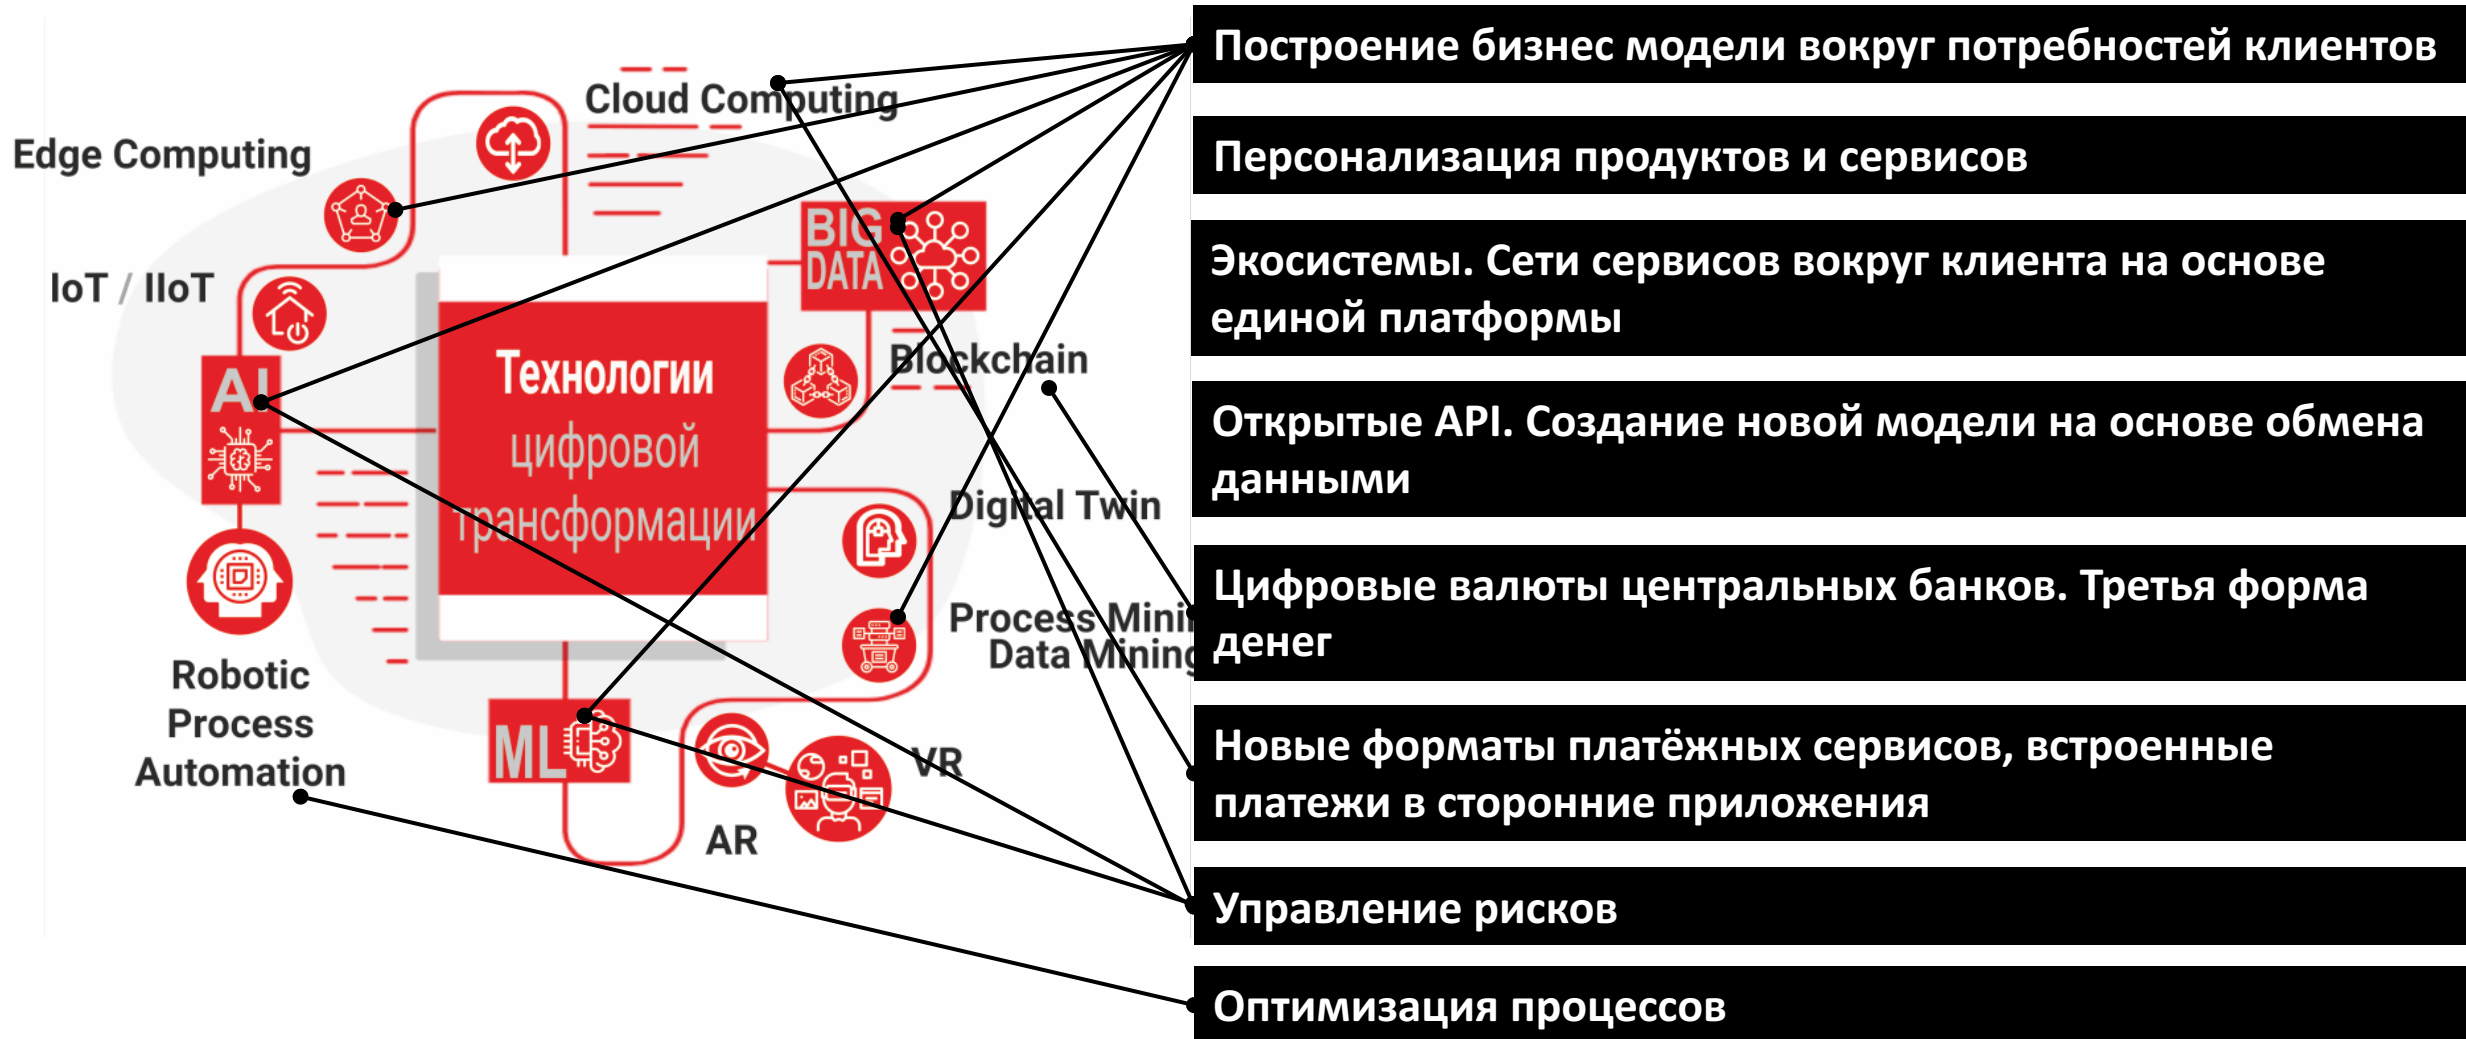 Cloud Computing
Edge Computing
IoT / IIoT
AI
Robotic
Process
Automation
Технологии
цифровой
трансформации
BIG
DATA
Blockchain
Digital Twin
Process Mini
Data Mining
ML
VR
AR
Построение бизнес модели вокруг потребностей клиентов
Персонализация продуктов и сервисов
Экосистемы. Сети сервисов вокруг клиента на основе
единой платформы
Открытые API. Создание новой модели на основе обмена
данными
Цифровые валюты центральных банков. Третья форма
денег
Новые форматы платёжных сервисов, встроенные
платежи в сторонние приложения
Управление рисков
Оптимизация процессов